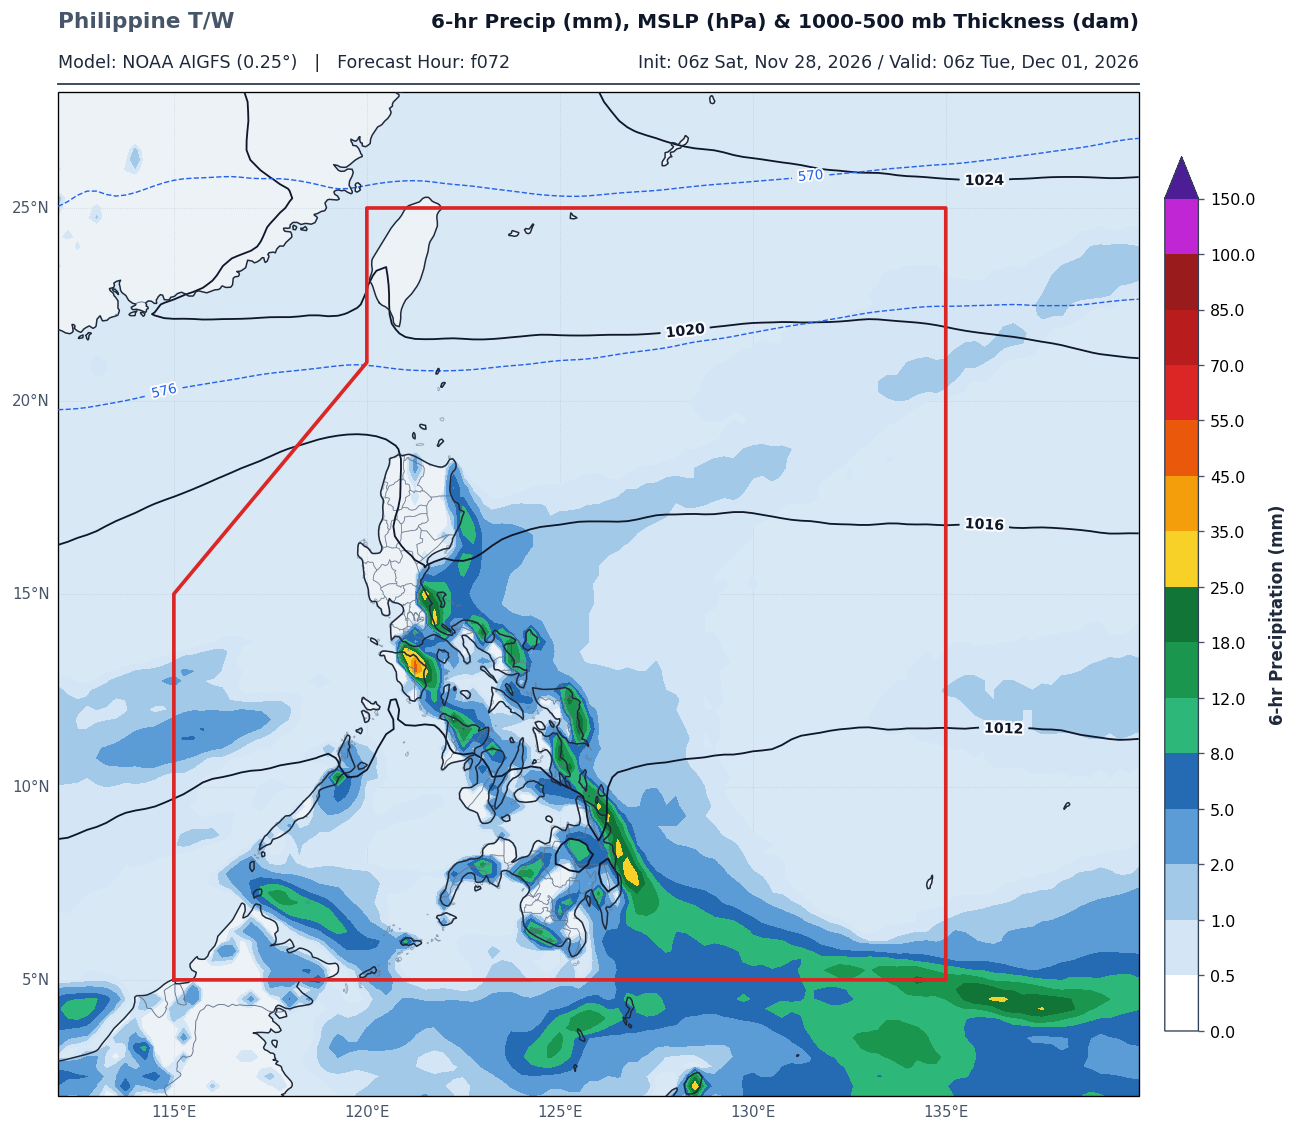 Philippine T/W
6-hr Precip (mm), MSLP (hPa) & 1000-500 mb Thickness (dam)
Model: NOAA AIGFS (0.25°) | Forecast Hour: f072
Init: 06z Sat, Nov 28, 2026 / Valid: 06z Tue, Dec 01, 2026
570
1024
150.0
25°N
100.0
85.0
1020
70.0
576
20°N
55.0
45.0
1016
35.0
6-hr Precipitation (mm)
15°N
25.0
18.0
12.0
1012
10°N
8.0
5.0
2.0
1.0
5°N
0.5
0.0
115°E
120°E
125°E
130°E
135°E